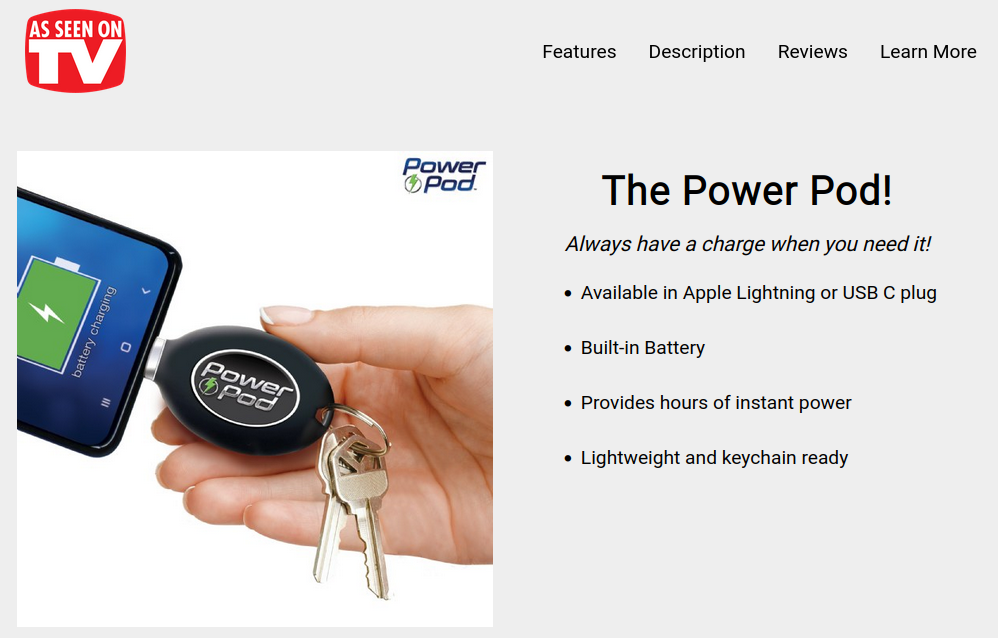 AS SEEN ON
TV
Features Description Reviews Learn More
Power
Pod™
The Power Pod!
Always have a charge when you need it!
• Available in Apple Lightning or USB C plug
• Built-in Battery
• Provides hours of instant power
• Lightweight and keychain ready
battery charging
Power
Pod